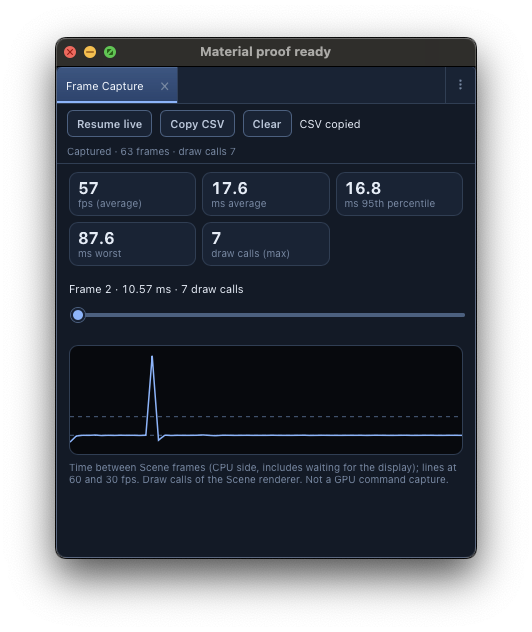 Material proof ready
Frame Capture
Resume live Copy CSV Clear CSV copied
Captured · 63 frames · draw calls 7
57 17.6 16.8
fps (average) ms average ms 95th percentile
87.6 7
ms worst draw calls (max)
Frame 2 · 10.57 ms · 7 draw calls
Time between Scene frames (CPU side, includes waiting for the display); lines at
60 and 30 fps. Draw calls of the Scene renderer. Not a GPU command capture.